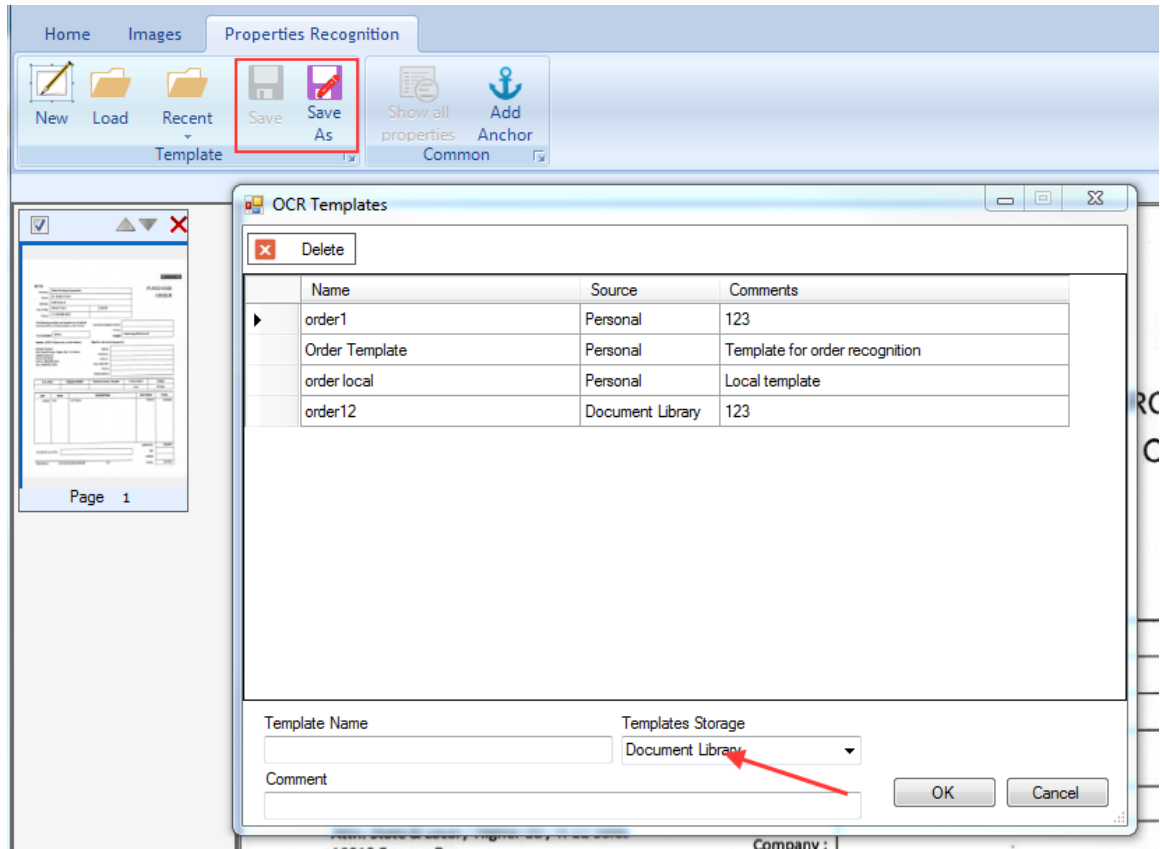 Home Images Properties Recognition
New Load Recent Save Save As Show all properties Add Anchor
Template Common
OCR Templates
Delete
Name Source Comments
order1 Personal 123
Order Template Personal Template for order recognition
order local Personal Local template
order12 Document Library 123
PURCHASE
ORDER
Page 1
Template Name Templates Storage
Document Library
Comment
OK Cancel
Company :